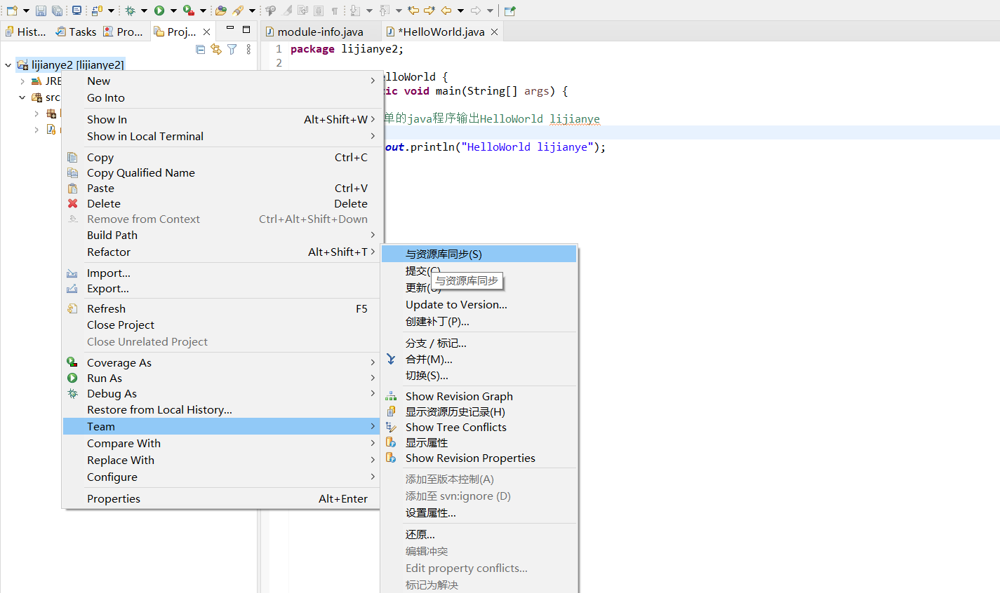 Hist...
Tasks
Pro...
Proj...
module-info.java
*HelloWorld.java
lijianye2 [lijianye2]
JRE
src
1 package lijianye2;
2
elloWorld {
tic void main(String[] args) {
单的java程序输出HelloWorld lijianye
out.println("HelloWorld lijianye");
New
Go Into
Show In Alt+Shift+W
Show in Local Terminal
Copy Ctrl+C
Copy Qualified Name
Paste Ctrl+V
Delete Delete
Remove from Context Ctrl+Alt+Shift+Down
Build Path
Refactor Alt+Shift+T
Import...
Export...
Refresh F5
Close Project
Close Unrelated Project
Coverage As
Run As
Debug As
Restore from Local History...
Team
Compare With
Replace With
Configure
Properties Alt+Enter
与资源库同步(S)
提交(C)
与资源库同步
更新(U)
Update to Version...
创建补丁(P)...
分支 / 标记...
合并(M)...
切换(S)...
Show Revision Graph
显示资源历史记录(H)
Show Tree Conflicts
显示属性
Show Revision Properties
添加至版本控制(A)
添加至 svn:ignore (D)
设置属性...
还原...
编辑冲突
Edit property conflicts...
标记为解决